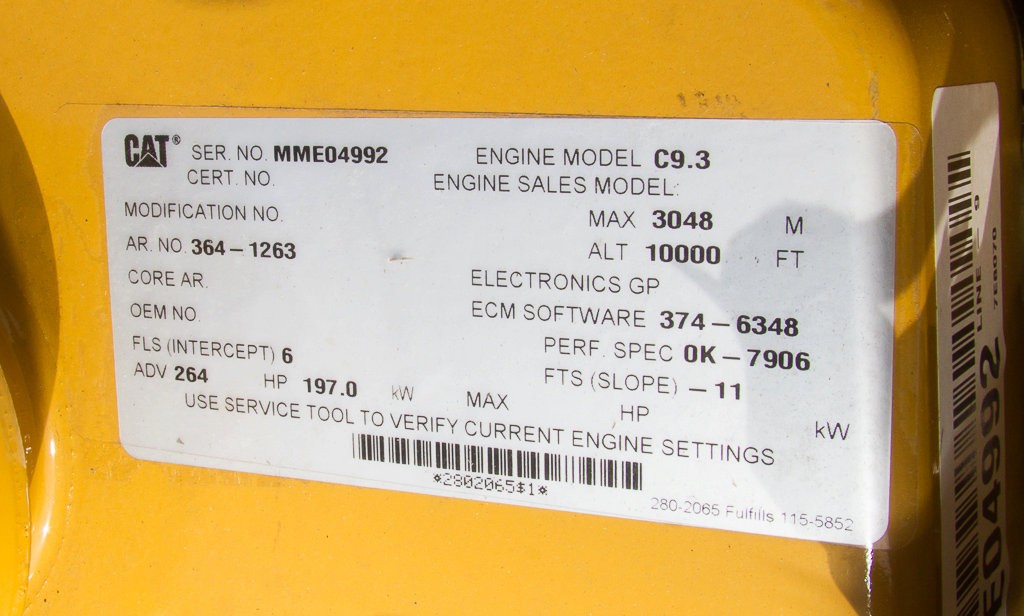 CAT® SER. NO. MME04992 ENGINE MODEL C9.3
CERT. NO. ENGINE SALES MODEL:
MODIFICATION NO. MAX 3048 M
AR. NO. 364-1263 ALT 10000 FT
CORE AR. ELECTRONICS GP
OEM NO. ECM SOFTWARE 374-6348
FLS (INTERCEPT) 6 PERF. SPEC 0K-7906
ADV 264 HP 197.0 kW MAX FTS (SLOPE) -11
HP kW
USE SERVICE TOOL TO VERIFY CURRENT ENGINE SETTINGS
*2802065$1*
280-2065 Fulfills 115-5852
LINE - 9
7E6070
E04992